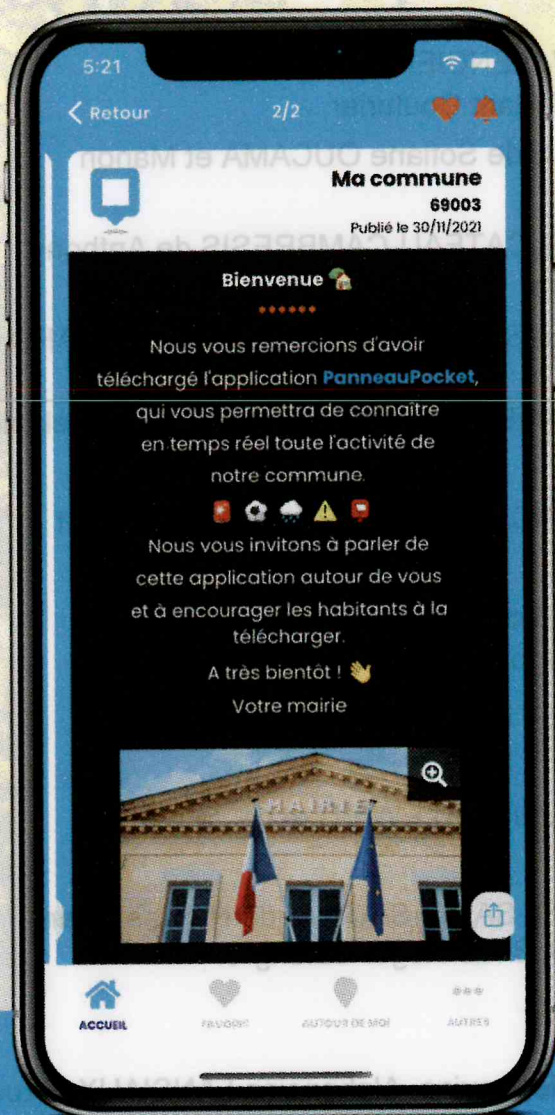 5:21
Retour
2/2
Ma commune
69003
Publié le 30/11/2021
Bienvenue
Nous vous remercions d'avoir
téléchargé l'application PanneauPocket,
qui vous permettra de connaître
en temps réel toute l'activité de
notre commune.
Nous vous invitons à parler de
cette application autour de vous
et à encourager les habitants à la
télécharger.
A très bientôt !
Votre mairie
MAIRIE
ACCUEIL
FAVORIS
AUTOUR DE MOI
AUTRES